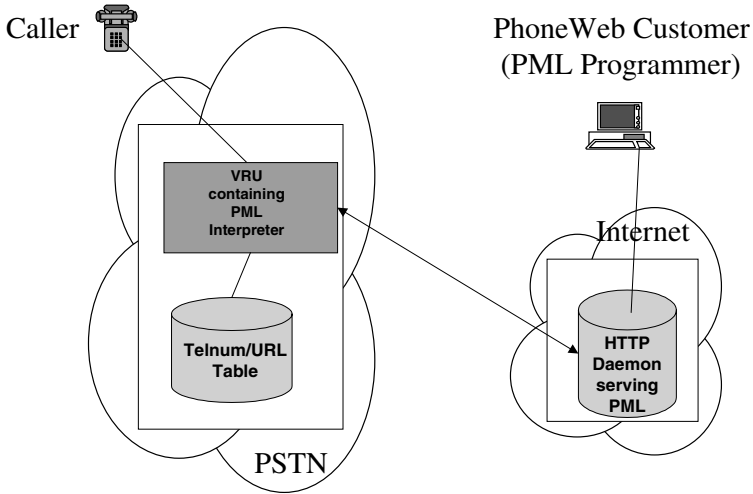 Caller
PhoneWeb Customer
(PML Programmer)
VRU
containing
PML
Interpreter
Telnum/URL
Table
PSTN
Internet
HTTP
Daemon
serving
PML